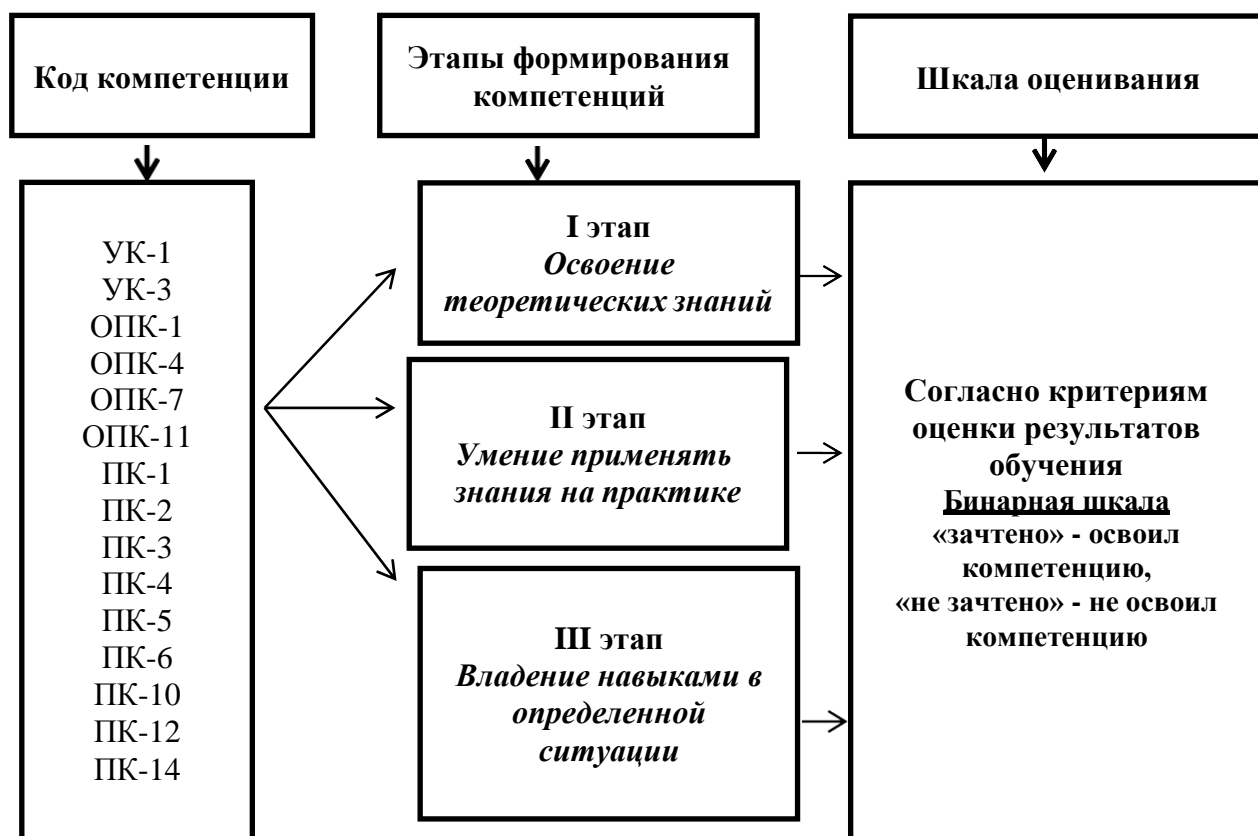 Код компетенции
Этапы формирования
компетенций
Шкала оценивания
УК-1
УК-3
ОПК-1
ОПК-4
ОПК-7
ОПК-11
ПК-1
ПК-2
ПК-3
ПК-4
ПК-5
ПК-6
ПК-10
ПК-12
ПК-14
I этап
Освоение
теоретических знаний
II этап
Умение применять
знания на практике
III этап
Владение навыками в
определенной
ситуации
Согласно критериям
оценки результатов
обучения
Бинарная шкала
«зачтено» - освоил
компетенцию,
«не зачтено» - не освоил
компетенцию